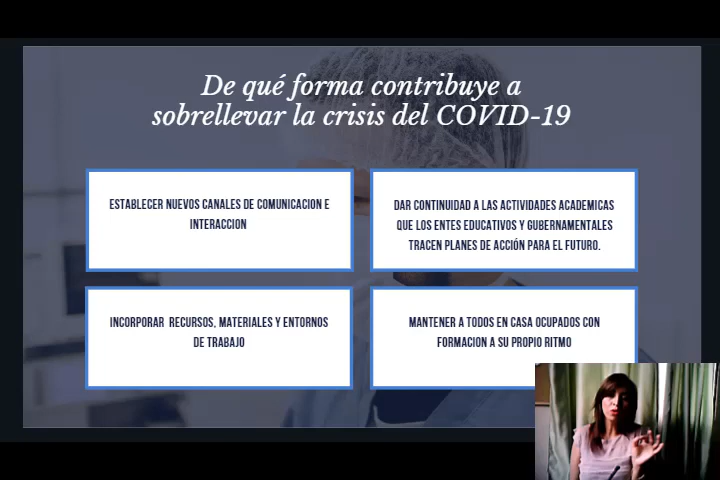 De qué forma contribuye a
sobrellevar la crisis del COVID-19
ESTABLECER NUEVOS CANALES DE COMUNICACION E
INTERACCION
DAR CONTINUIDAD A LAS ACTIVIDADES ACADEMICAS
QUE LOS ENTES EDUCATIVOS Y GUBERNAMENTALES
TRACEN PLANES DE ACCIÓN PARA EL FUTURO.
INCORPORAR RECURSOS, MATERIALES Y ENTORNOS
DE TRABAJO
MANTENER A TODOS EN CASA OCUPADOS CON
FORMACION A SU PROPIO RITMO